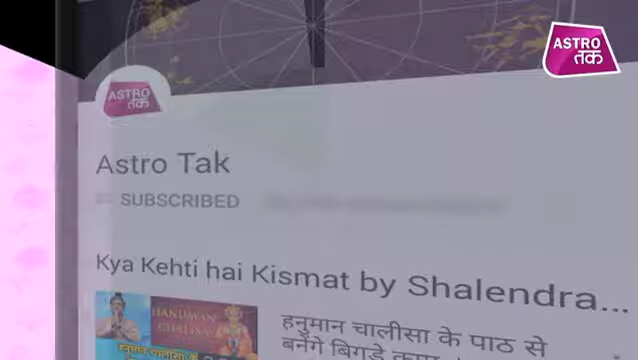 ASTRO
तक
ASTRO
तक
Astro Tak
SUBSCRIBED
Kya Kehti hai Kismat by Shalendra...
HANUMAN
CHALISA
हनुमान चालीसा के पाठ से
बनेंगे बिगड़े काम